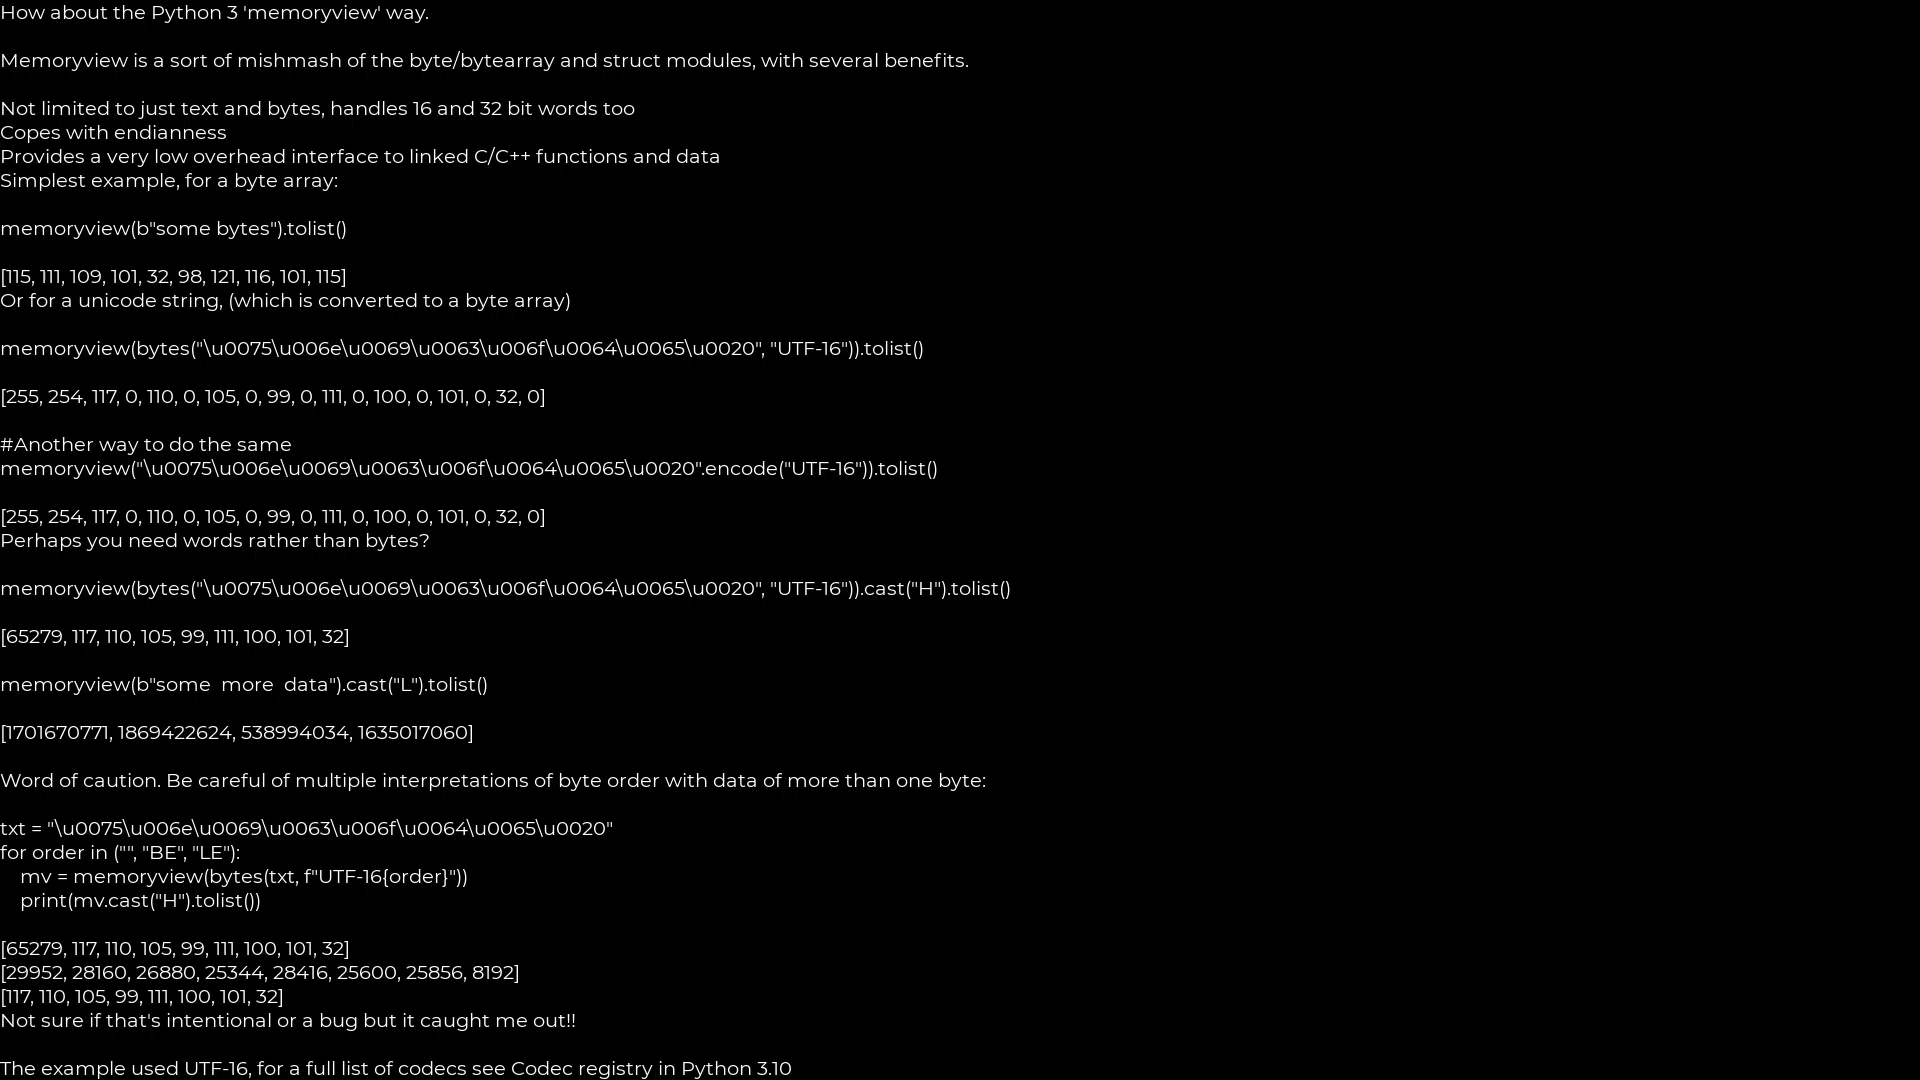 How about the Python 3 'memoryview' way.
Memoryview is a sort of mishmash of the byte/bytearray and struct modules, with several benefits.
Not limited to just text and bytes, handles 16 and 32 bit words too
Copes with endianness
Provides a very low overhead interface to linked C/C++ functions and data
Simplest example, for a byte array:
memoryview(b"some bytes").tolist()
[115, 111, 109, 101, 32, 98, 121, 116, 101, 115]
Or for a unicode string, (which is converted to a byte array)
memoryview(bytes("\u0075\u006e\u0069\u0063\u006f\u0064\u0065\u0020", "UTF-16")).tolist()
[255, 254, 117, 0, 110, 0, 105, 0, 99, 0, 111, 0, 100, 0, 101, 0, 32, 0]
#Another way to do the same
memoryview("\u0075\u006e\u0069\u0063\u006f\u0064\u0065\u0020".encode("UTF-16")).tolist()
[255, 254, 117, 0, 110, 0, 105, 0, 99, 0, 111, 0, 100, 0, 101, 0, 32, 0]
Perhaps you need words rather than bytes?
memoryview(bytes("\u0075\u006e\u0069\u0063\u006f\u0064\u0065\u0020", "UTF-16")).cast("H").tolist()
[65279, 117, 110, 105, 99, 111, 100, 101, 32]
memoryview(b"some  more  data").cast("L").tolist()
[1701670771, 1869422624, 538994034, 1635017060]
Word of caution. Be careful of multiple interpretations of byte order with data of more than one byte:
txt = "\u0075\u006e\u0069\u0063\u006f\u0064\u0065\u0020"
for order in ("", "BE", "LE"):
    mv = memoryview(bytes(txt, f"UTF-16{order}"))
    print(mv.cast("H").tolist())
[65279, 117, 110, 105, 99, 111, 100, 101, 32]
[29952, 28160, 26880, 25344, 28416, 25600, 25856, 8192]
[117, 110, 105, 99, 111, 100, 101, 32]
Not sure if that's intentional or a bug but it caught me out!!
The example used UTF-16, for a full list of codecs see Codec registry in Python 3.10